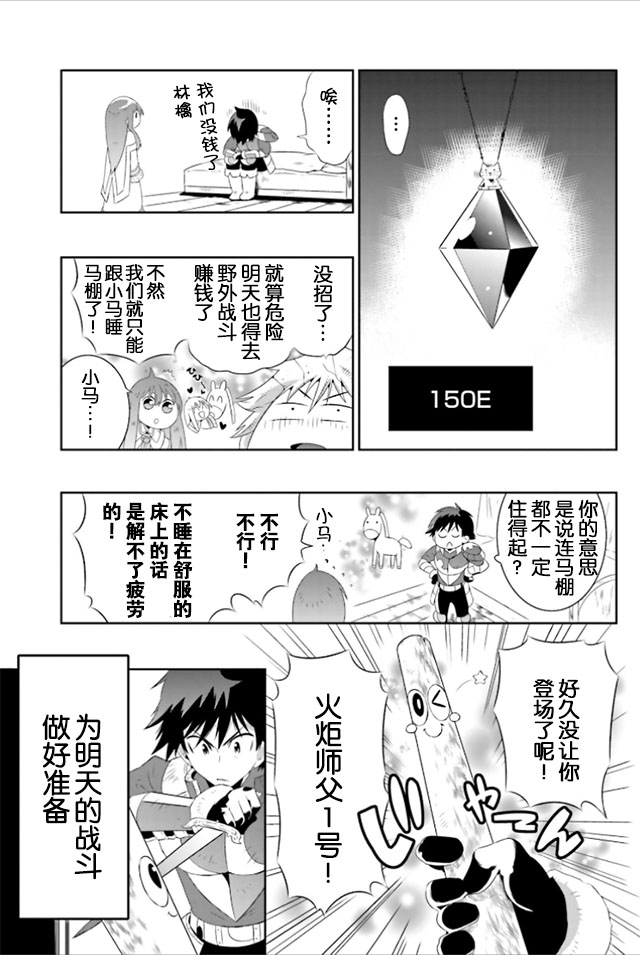 …
150E
唉……
我们没钱了
林檎
没招了…
就算危险
明天也得去
野外战斗
赚钱了
不然
我们就只能
跟小马睡
马棚了！
小马…！
你的意思
是说连马棚
都不一定
住得起？
小马…
不行
不行！
不睡在舒服的
床上的话
是解不了疲劳
的！
好久没让你
登场了呢！
じゃーん
火炬师父1号！
为明天的战斗
做好准备